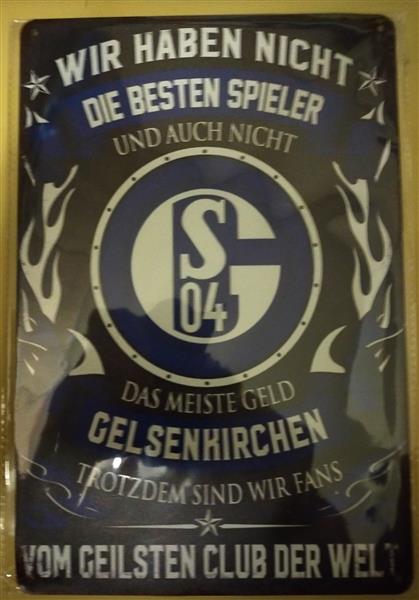 WIR HABEN NICHT
DIE BESTEN SPIELER
UND AUCH NICHT
S
04
DAS MEISTE GELD
GELSENKIRCHEN
TROTZDEM SIND WIR FANS
VOM GEILSTEN CLUB DER WELT